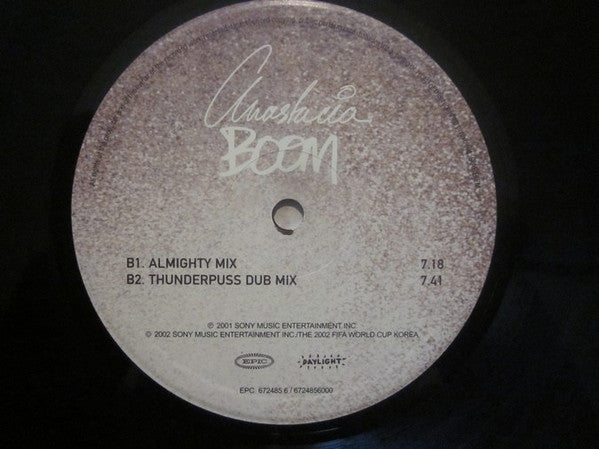 Anastacia
BOOM
B1. ALMIGHTY MIX 7.18
B2. THUNDERPUSS DUB MIX 7.41
℗ 2001 SONY MUSIC ENTERTAINMENT INC
© 2002 SONY MUSIC ENTERTAINMENT INC./THE 2002 FIFA WORLD CUP KOREA
EPIC DAYLIGHT
EPC 672485 6 / 6724856000